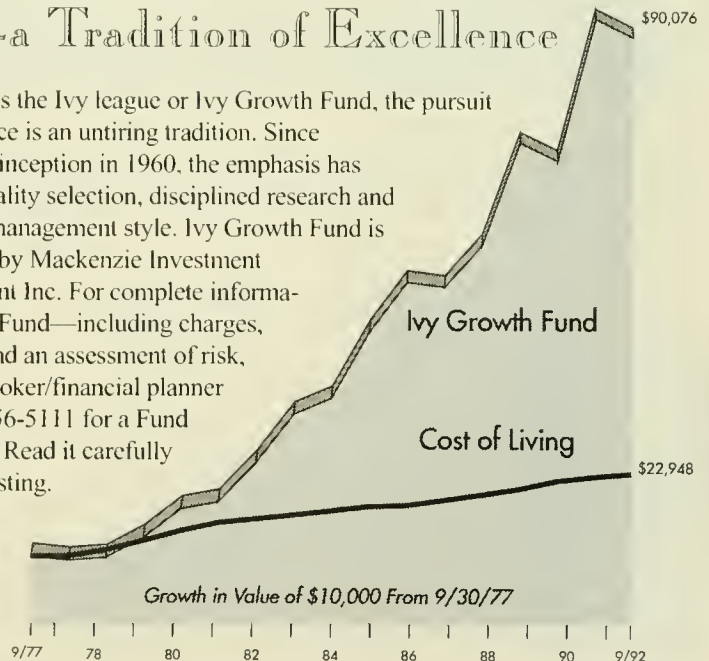 -a Tradition of Excellence
$90,076
s the Ivy league or Ivy Growth Fund, the pursuit
ce is an untiring tradition. Since
inception in 1960, the emphasis has
ality selection, disciplined research and
management style. Ivy Growth Fund is
by Mackenzie Investment
nt Inc. For complete informa-
Fund—including charges,
nd an assessment of risk,
oker/financial planner
56-5111 for a Fund
Read it carefully
sting.
Ivy Growth Fund
Cost of Living
$22,948
Growth in Value of $10,000 From 9/30/77
9/77 78 80 82 84 86 88 90 9/92